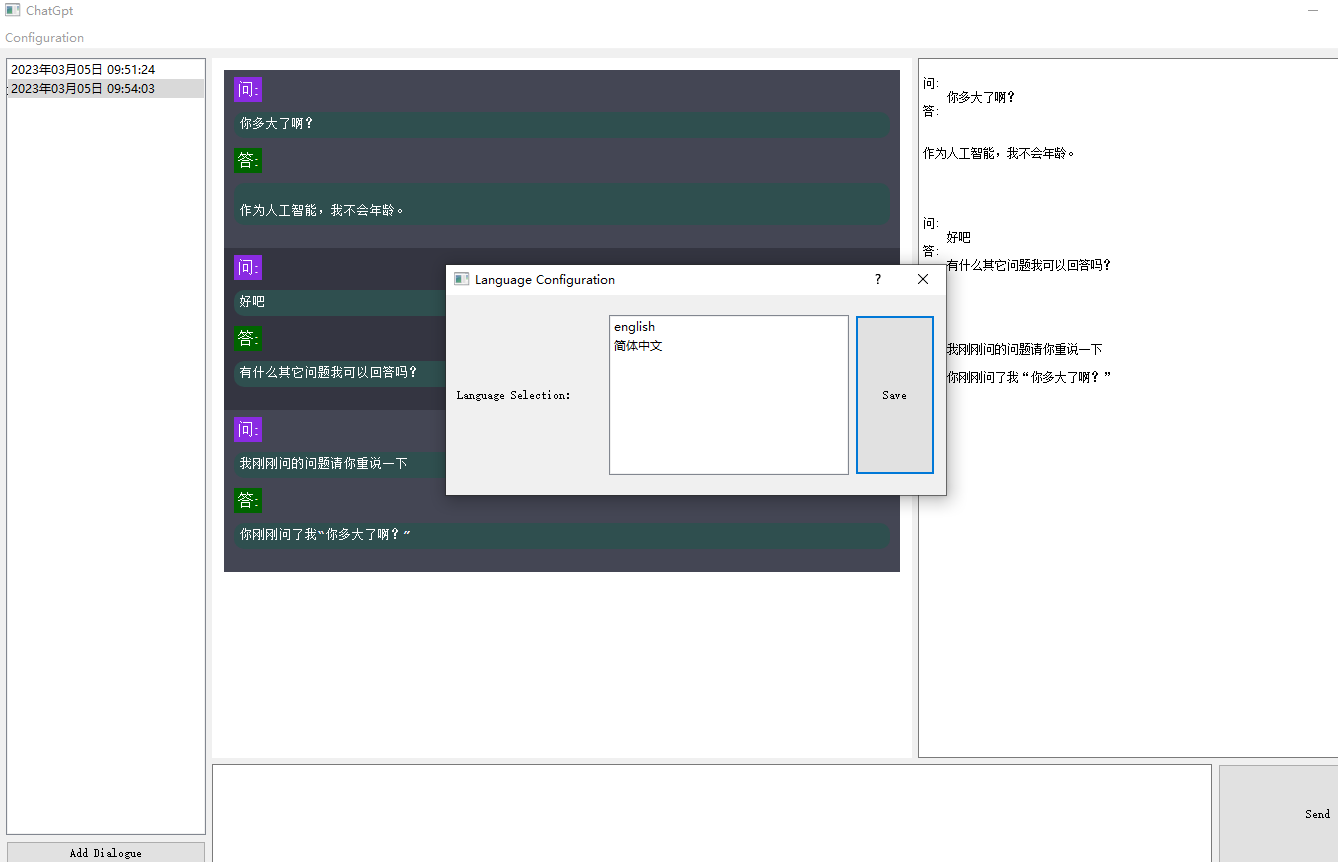 ChatGpt
Configuration
2023年03月05日 09:51:24
2023年03月05日 09:54:03
问:
你多大了啊？
答:
作为人工智能，我不会年龄。
问:
好吧
答:
有什么其它问题我可以回答吗？
问:
我刚刚问的问题请你重说一下
答:
你刚刚问了我“你多大了啊？”
问:
你多大了啊？
答:
作为人工智能，我不会年龄。
问:
好吧
答:
有什么其它问题我可以回答吗？
我刚刚问的问题请你重说一下
你刚刚问了我“你多大了啊？”
Language Configuration
?
english
简体中文
Language Selection:
Save
Add Dialogue
Send